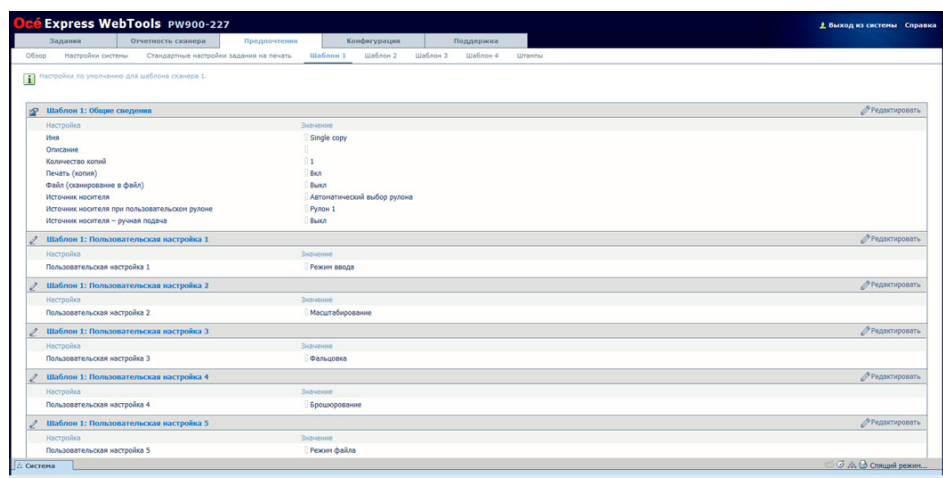 Océ Express WebTools PW900-227 Выход из системы Справка
Задания Отчетность сканера Предпочтения Конфигурация Поддержка
Обзор Настройки системы Стандартные настройки задания на печать Шаблон 1 Шаблон 2 Шаблон 3 Шаблон 4 Штампы
Настройки по умолчанию для шаблона сканера 1.
Шаблон 1: Общие сведения Редактировать
Настройка Значение
Имя Single copy
Описание
Количество копий 1
Печать (копия) Вкл
Файл (сканирование в файл) Выкл
Источник носителя Автоматический выбор рулона
Источник носителя при пользовательском рулоне Рулон 1
Источник носителя – ручная подача Выкл
Шаблон 1: Пользовательская настройка 1 Редактировать
Настройка Значение
Пользовательская настройка 1 Режим ввода
Шаблон 1: Пользовательская настройка 2 Редактировать
Настройка Значение
Пользовательская настройка 2 Масштабирование
Шаблон 1: Пользовательская настройка 3 Редактировать
Настройка Значение
Пользовательская настройка 3 Фальцовка
Шаблон 1: Пользовательская настройка 4 Редактировать
Настройка Значение
Пользовательская настройка 4 Брошюрование
Шаблон 1: Пользовательская настройка 5 Редактировать
Настройка Значение
Пользовательская настройка 5 Режим файла
Система Спящий режим...